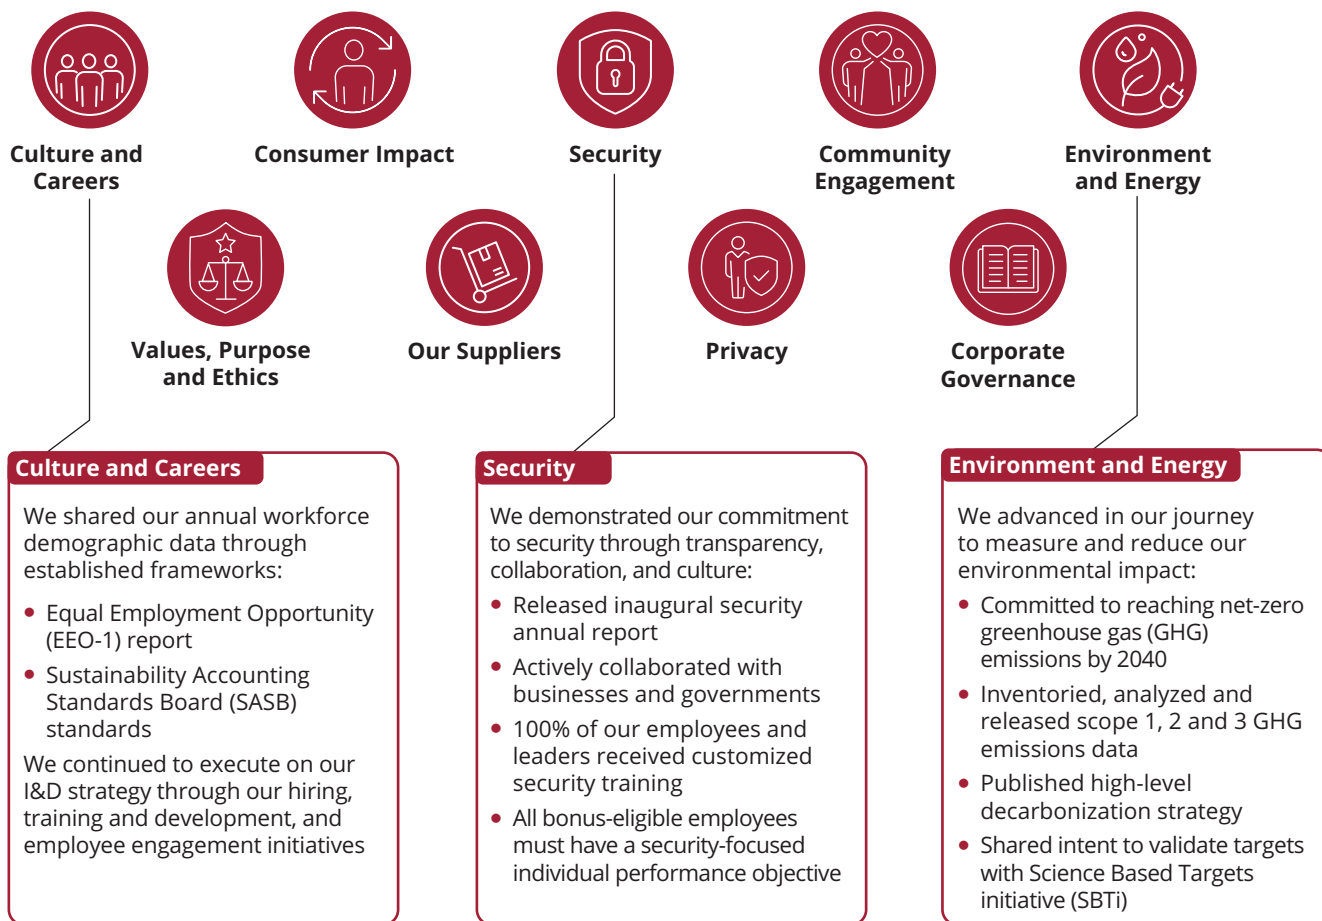 Culture and
Careers
Consumer Impact
Security
Community
Engagement
Environment
and Energy
Values, Purpose
and Ethics
Our Suppliers
Privacy
Corporate
Governance
Culture and Careers
We shared our annual workforce
demographic data through
established frameworks:
• Equal Employment Opportunity
(EEO-1) report
• Sustainability Accounting
Standards Board (SASB)
standards
We continued to execute on our
I&D strategy through our hiring,
training and development, and
employee engagement initiatives
Security
We demonstrated our commitment
to security through transparency,
collaboration, and culture:
• Released inaugural security
annual report
• Actively collaborated with
businesses and governments
• 100% of our employees and
leaders received customized
security training
• All bonus-eligible employees
must have a security-focused
individual performance objective
Environment and Energy
We advanced in our journey
to measure and reduce our
environmental impact:
• Committed to reaching net-zero
greenhouse gas (GHG)
emissions by 2040
• Inventoried, analyzed and
released scope 1, 2 and 3 GHG
emissions data
• Published high-level
decarbonization strategy
• Shared intent to validate targets
with Science Based Targets
initiative (SBTi)